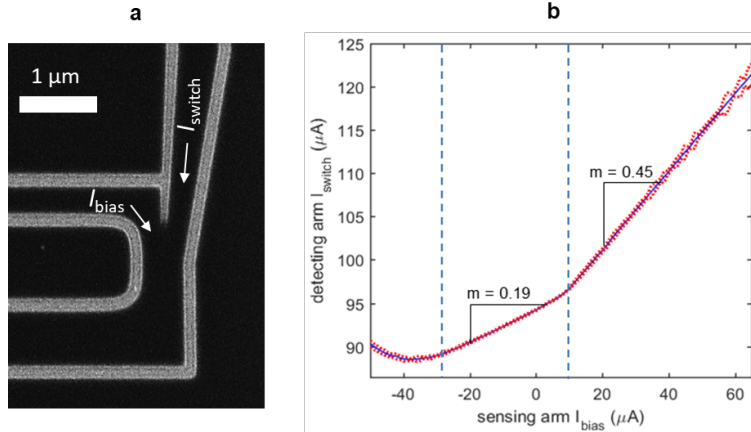 a
b
1 μm
Iswitch
Ibias
125
120
115
110
105
100
95
90
detecting arm Iswitch (μA)
m = 0.45
m = 0.19
-40
-20
0
20
40
60
sensing arm Ibias (μA)